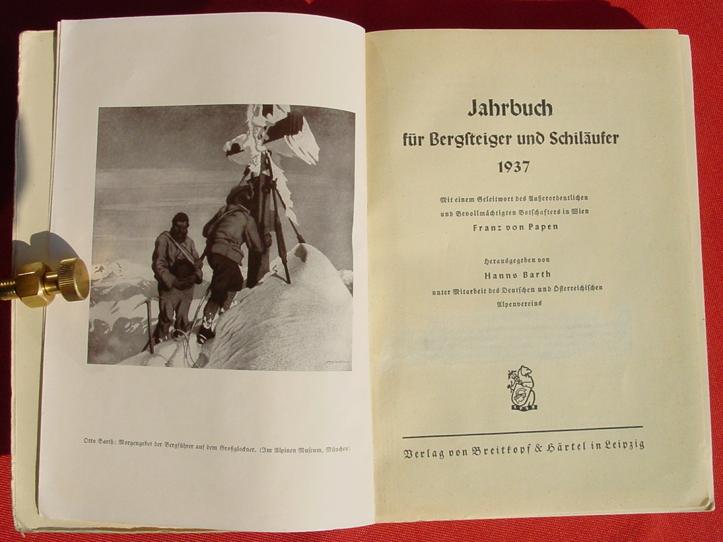 Otto Barth: Morgengebet der Bergführer auf dem Großglockner. (Im Alpinen Museum, München)
Jahrbuch
für Bergsteiger und Schiläufer
1937
Mit einem Geleitwort des Außerordentlichen
und Bevollmächtigten Botschafters in Wien
Franz von Papen
Herausgegeben von
Hanns Barth
unter Mitarbeit des Deutschen und Österreichischen
Alpenvereins
Verlag von Breitkopf & Härtel in Leipzig